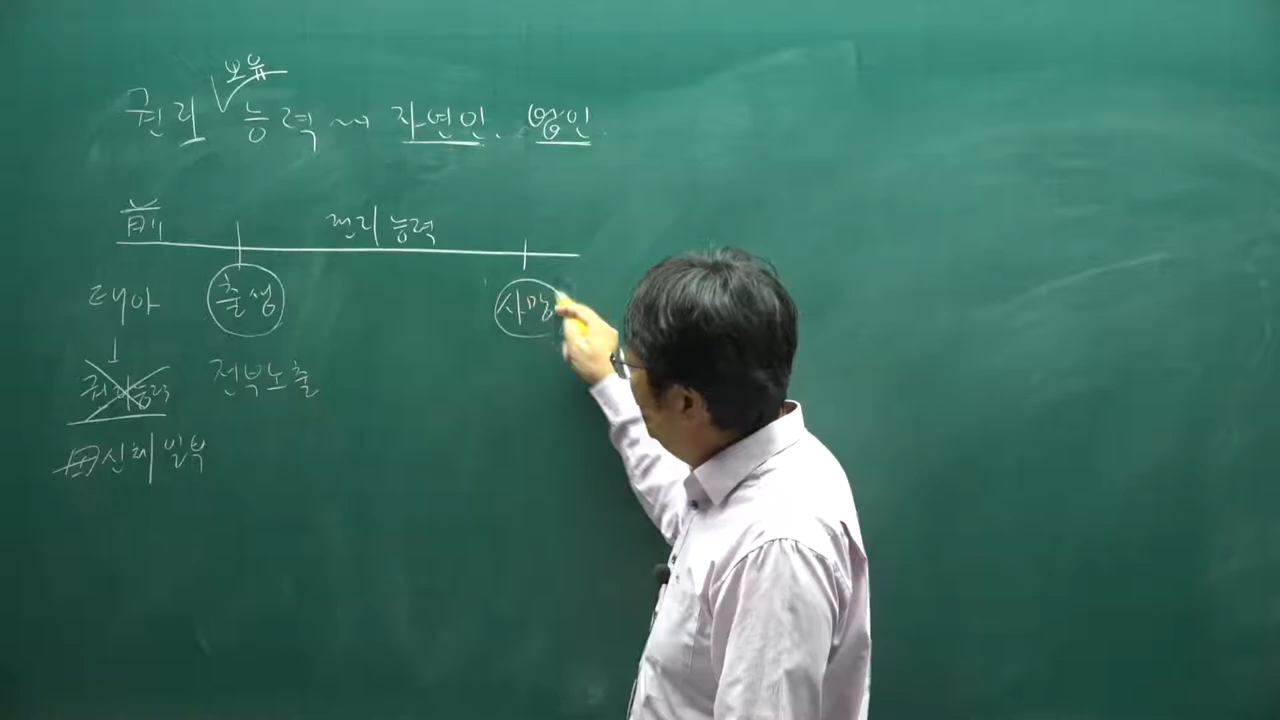 보유
권리 능력 → 자연인. 법인.
前 권리능력
태아 출생 사망
권리능력 전부노출
母신체 일부